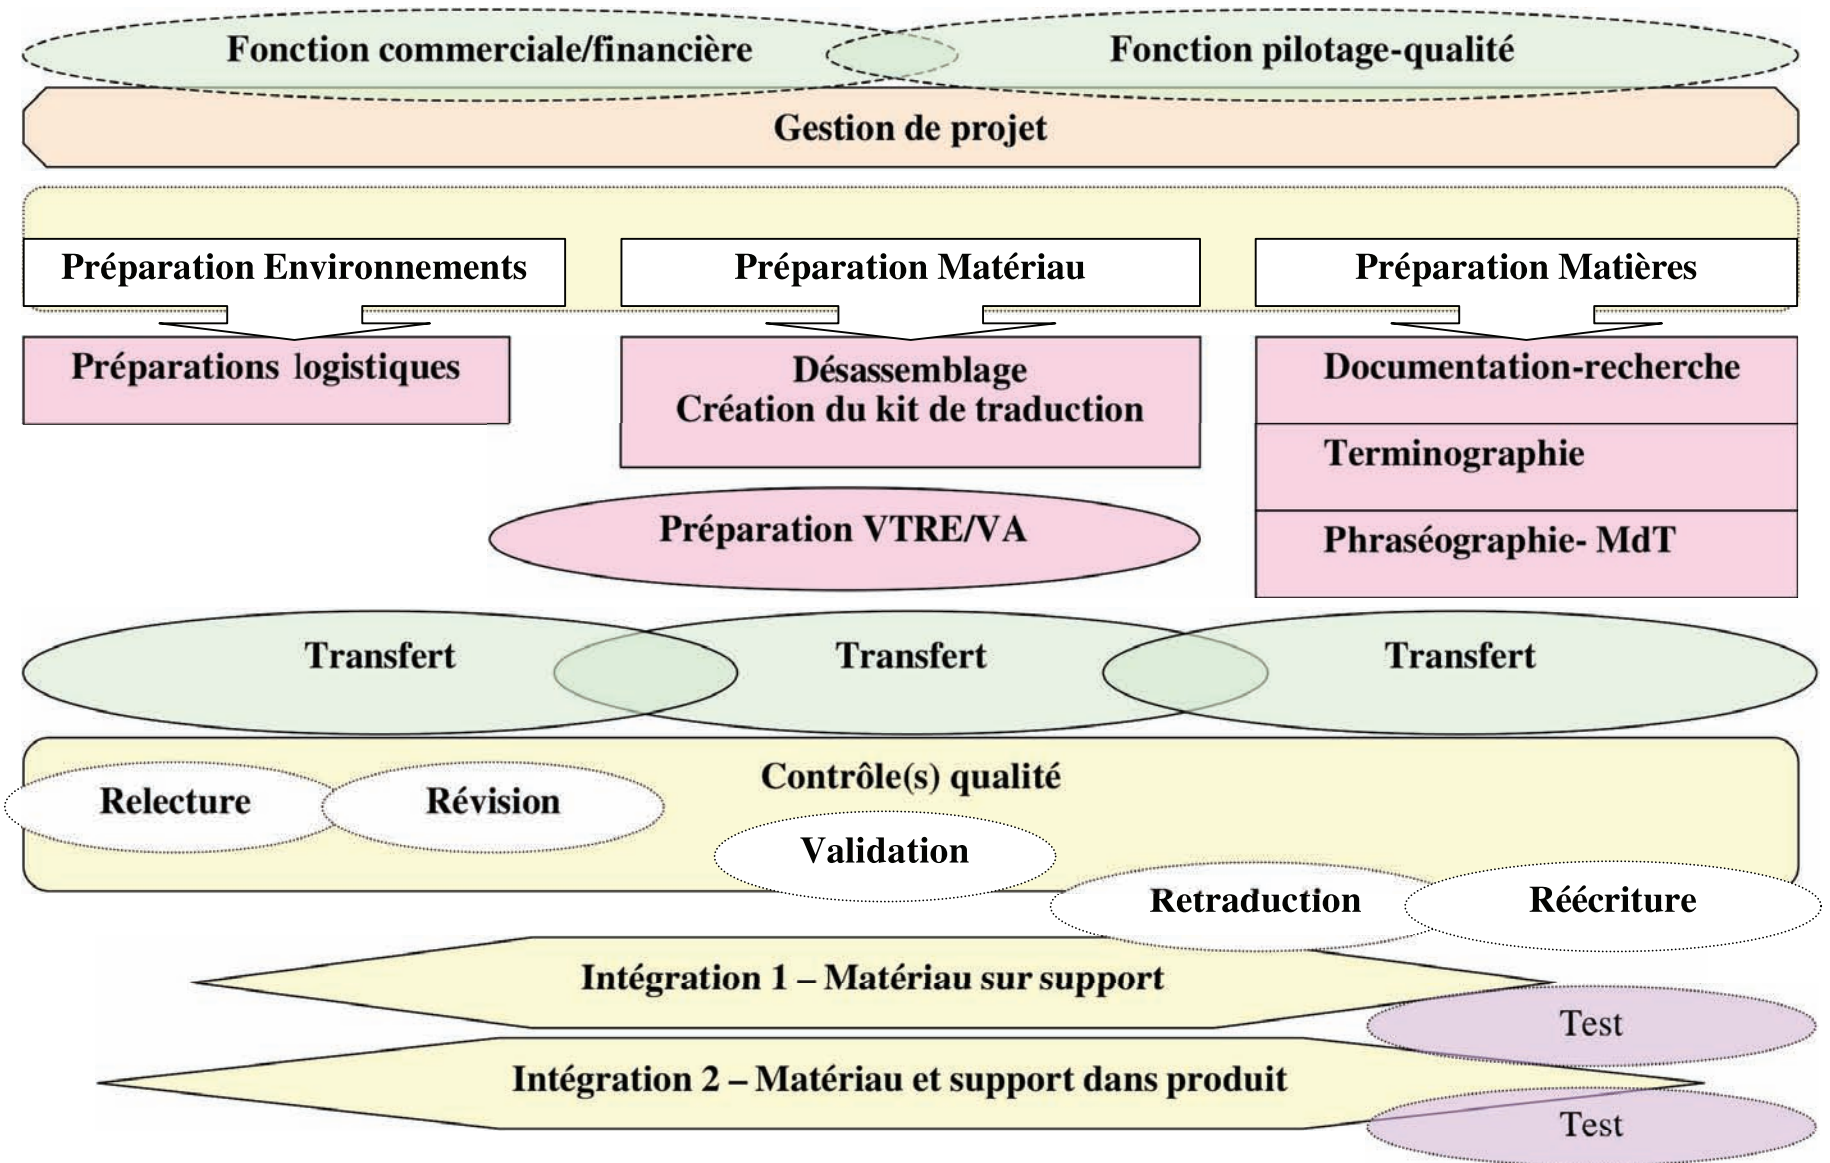 Fonction commerciale/financière
Fonction pilotage-qualité
Gestion de projet
Préparation Environnements
Préparation Matériau
Préparation Matières
Préparations logistiques
Désassemblage
Création du kit de traduction
Documentation-recherche
Terminographie
Phraséographie- MdT
Préparation VTRE/VA
Transfert
Transfert
Transfert
Contrôle(s) qualité
Relecture
Révision
Validation
Retraduction
Réécriture
Intégration 1 – Matériau sur support
Test
Intégration 2 – Matériau et support dans produit
Test